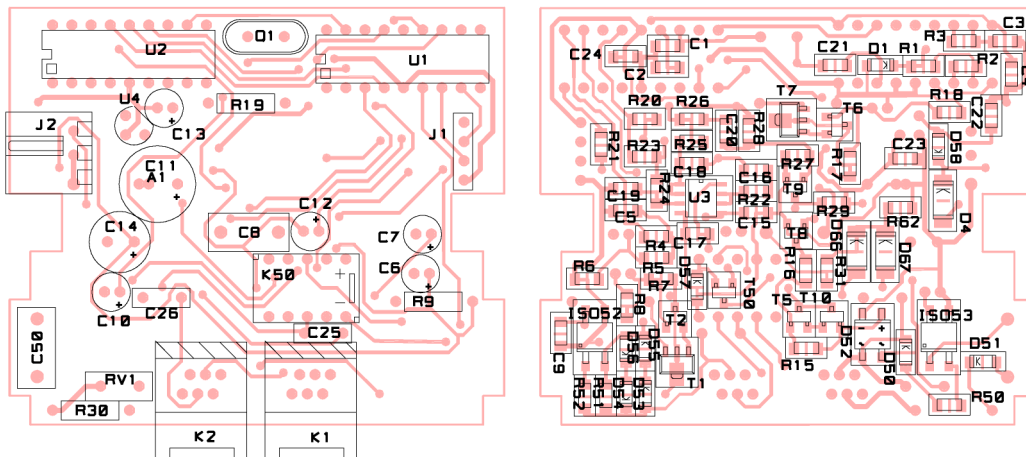 U2
Q1
U1
U4
R19
J2
C13
J1
C11
A1
C14
C8
C12
C7
K50
C6
R9
C10
C26
C25
C50
RV1
R30
K2
K1
C24
C1
C2
C21
D1
R1
R3
C3
R2
R20
R26
C20
R28
T7
T6
R18
C22
R21
R23
R25
C18
R27
R17
C23
D58
C19
C5
R24
U3
C16
R22
C15
T9
R29
R62
D4
R4
R5
C17
T8
D66
R6
R7
D57
T50
R16
R31
D67
ISO52
R8
T2
T5
T10
D52
ISO53
C9
D56
D55
T1
R15
D50
D51
R52
R51
D54
D53
R50